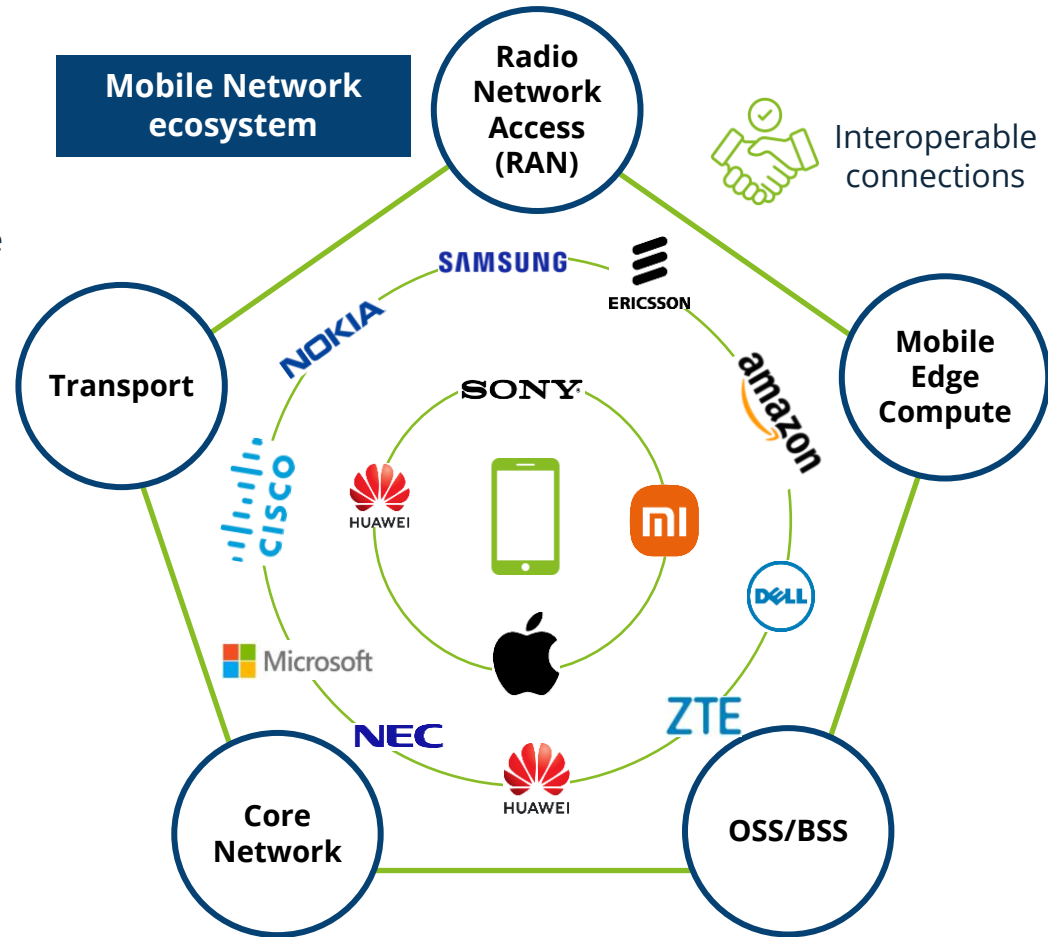 Mobile Network
ecosystem
Radio
Network
Access
(RAN)
Interoperable
connections
e
Transport
Mobile
Edge
Compute
SAMSUNG
ERICSSON
NOKIA
amazon
SONY
CISCO
HUAWEI
mi
DELL
Microsoft
ZTE
NEC
HUAWEI
Core
Network
OSS/BSS